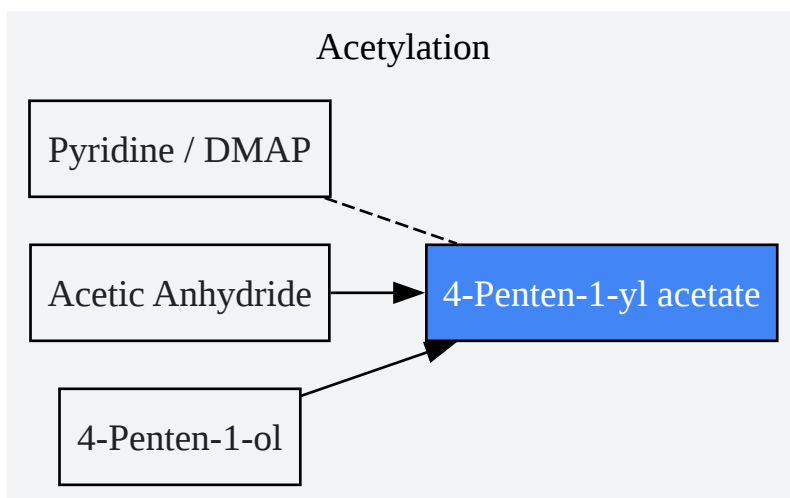 Acetylation
Pyridine / DMAP
Acetic Anhydride
4-Penten-1-yl acetate
4-Penten-1-ol